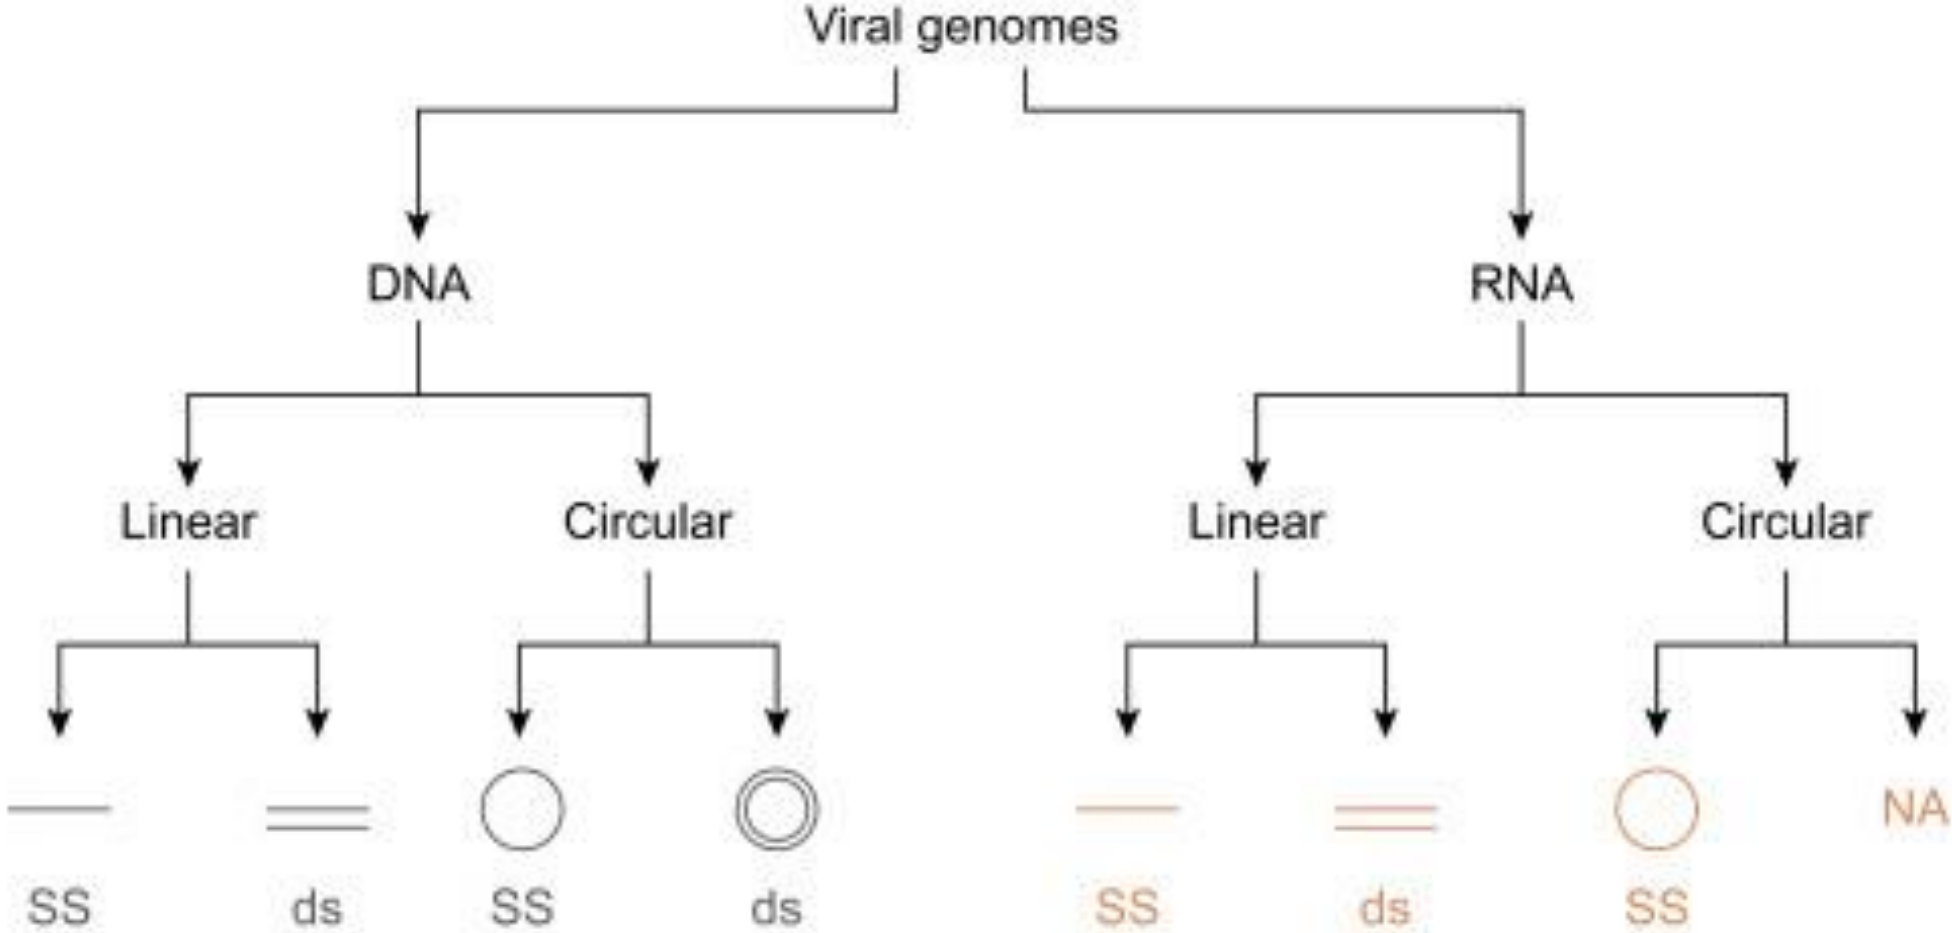 Viral genomes
DNA RNA
Linear Circular Linear Circular
NA
SS ds SS ds SS ds SS